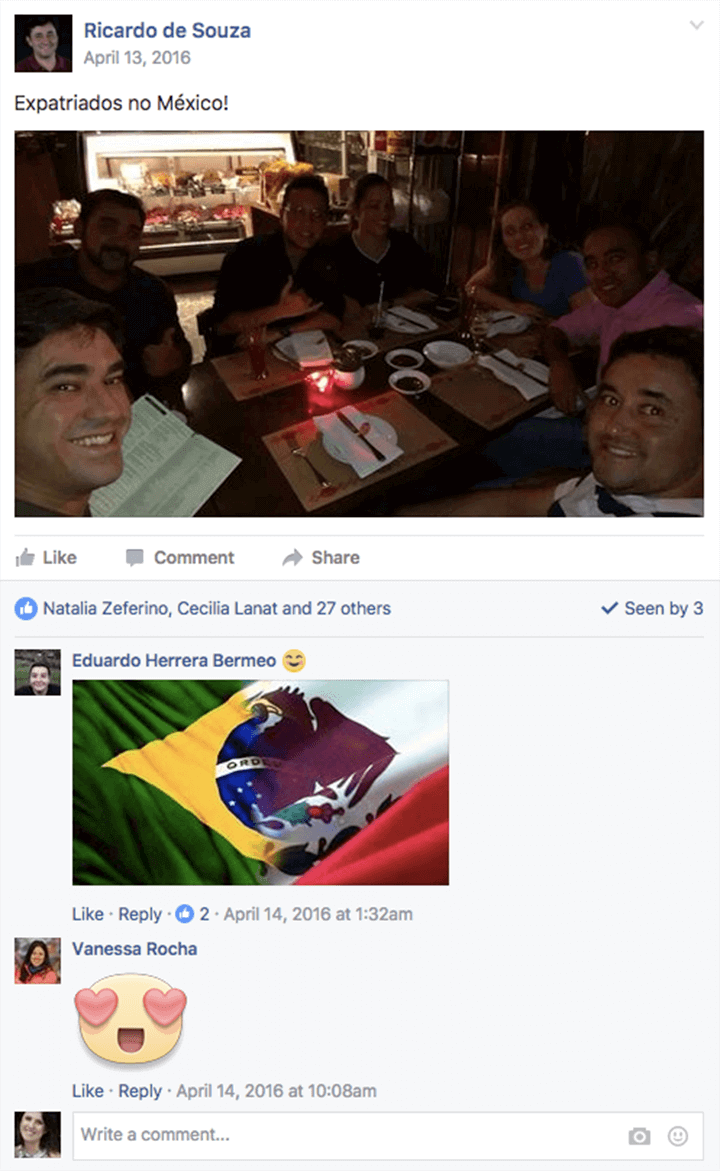 Ricardo de Souza
April 13, 2016
Expatriados no México!
Like Comment Share
Natalia Zeferino, Cecilia Lanat and 27 others Seen by 3
Eduardo Herrera Bermeo
ORDE
Like · Reply · 2 · April 14, 2016 at 1:32am
Vanessa Rocha
Like · Reply · April 14, 2016 at 10:08am
Write a comment...